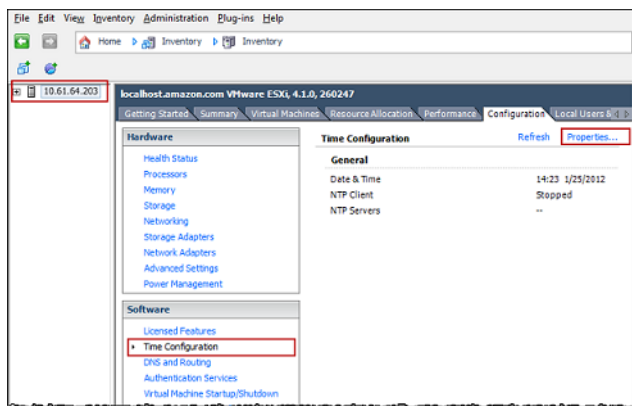 File Edit View Inventory Administration Plug-ins Help
Home Inventory Inventory
10.61.64.203
localhost.amazon.com VMware ESXi, 4.1.0, 260247
Getting Started Summary Virtual Machines Resource Allocation Performance Configuration Local Users &
Hardware
Health Status
Processors
Memory
Storage
Networking
Storage Adapters
Network Adapters
Advanced Settings
Power Management
Software
Licensed Features
Time Configuration
DNS and Routing
Authentication Services
Virtual Machine Startup/Shutdown
Time Configuration Refresh Properties...
General
Date & Time 14:23 1/25/2012
NTP Client Stopped
NTP Servers --